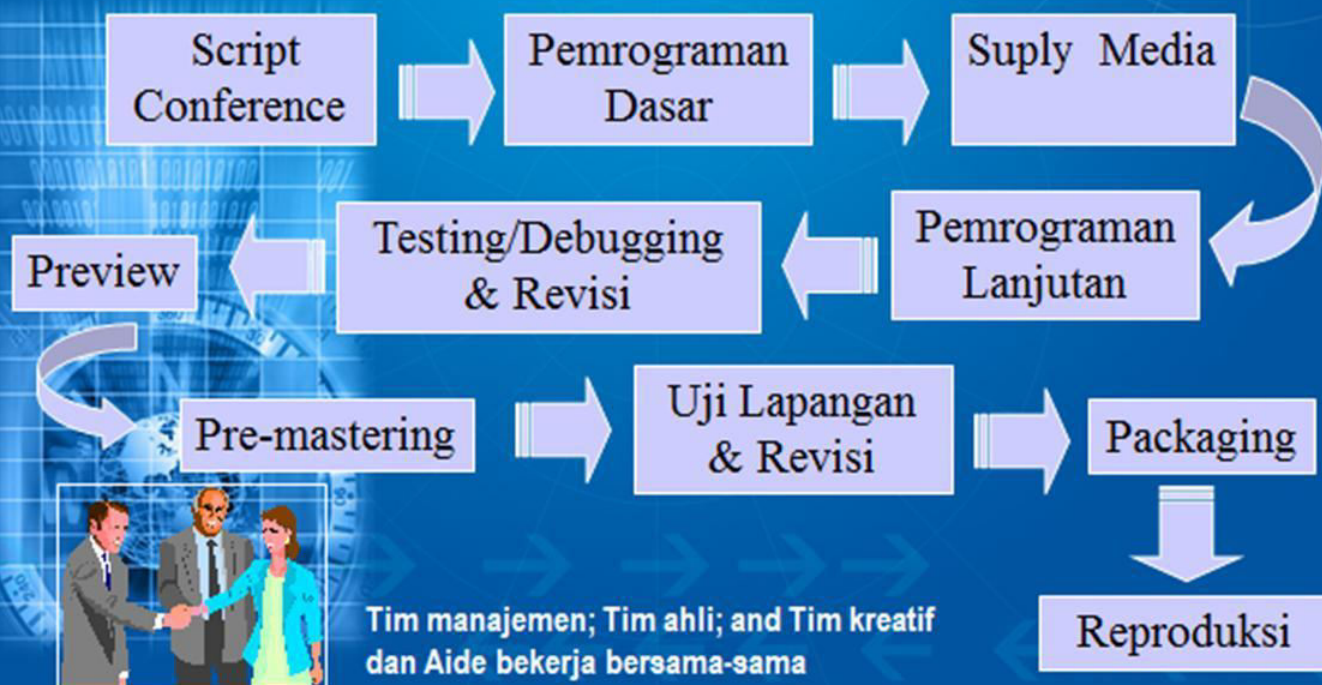 Script
Conference
Pemrograman
Dasar
Suply Media
Pemrograman
Lanjutan
Testing/Debugging
& Revisi
Preview
Pre-mastering
Uji Lapangan
& Revisi
Packaging
Reproduksi
Tim manajemen; Tim ahli; and Tim kreatif
dan Aide bekerja bersama-sama